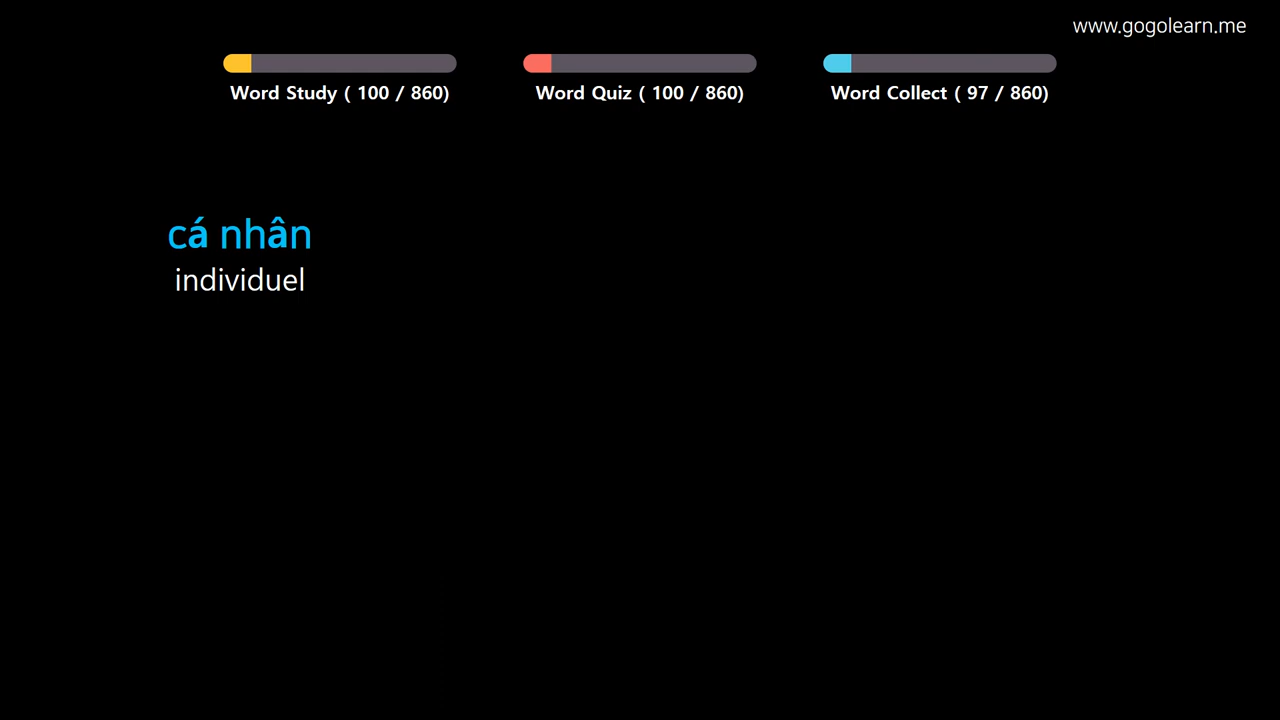 www.gogolearn.me
Word Study ( 100 / 860)
Word Quiz ( 100 / 860)
Word Collect ( 97 / 860)
cá nhân
individuel